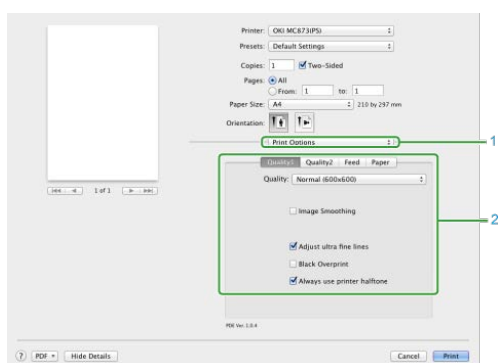 Printer: OKI MC873(PS)
Presets: Default Settings
Copies: 1 Two-Sided
Pages: All
From: 1 to: 1
Paper Size: A4 210 by 297 mm
Orientation:
Print Options 1
Quality1 Quality2 Feed Paper
Quality: Normal (600x600)
1 of 1
Image Smoothing
2
Adjust ultra fine lines
Black Overprint
Always use printer halftone
PDE Ver.1.0.4
? PDF Hide Details Cancel Print